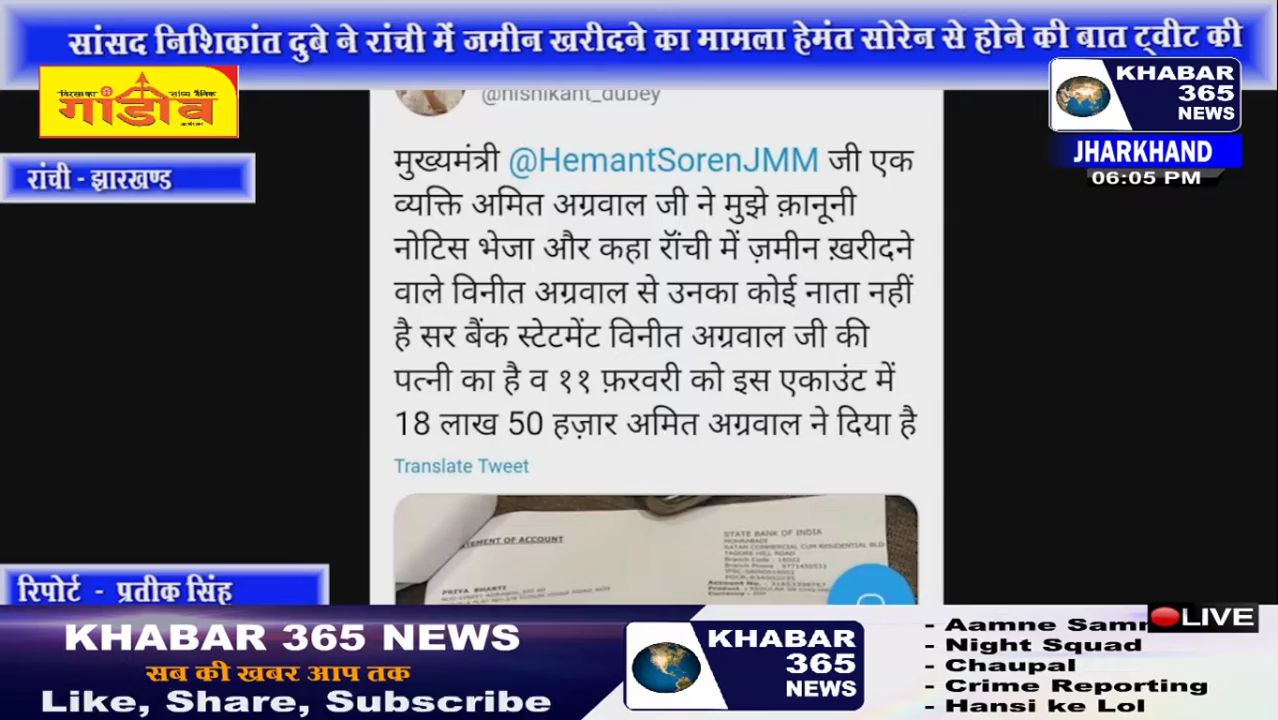 सांसद निशिकांत दुबे ने रांची में जमीन खरीदने का मामला हेमंत सोरेन से होने की बात ट्वीट की
गांडीव
KHABAR
365
NEWS
JHARKHAND
06:05 PM
रांची - झारखण्ड
@nishikant_dubey
मुख्यमंत्री @HemantSorenJMM जी एक
व्यक्ति अमित अग्रवाल जी ने मुझे क़ानूनी
नोटिस भेजा और कहा रॉंची में ज़मीन ख़रीदने
वाले विनीत अग्रवाल से उनका कोई नाता नहीं
है सर बैंक स्टेटमेंट विनीत अग्रवाल जी की
पत्नी का है व ११ फ़रवरी को इस एकाउंट में
18 लाख 50 हज़ार अमित अग्रवाल ने दिया है
Translate Tweet
OF ACCOUNT
STATE BANK OF INDIA
PRIYA BHARTI
रिपोर्ट - प्रतीक सिंह
KHABAR 365 NEWS
सब की खबर आप तक
Like, Share, Subscribe
KHABAR
365
NEWS
LIVE
- Aamne
- Night Squad
- Chaupal
- Crime Reporting
- Hansi ke Lol